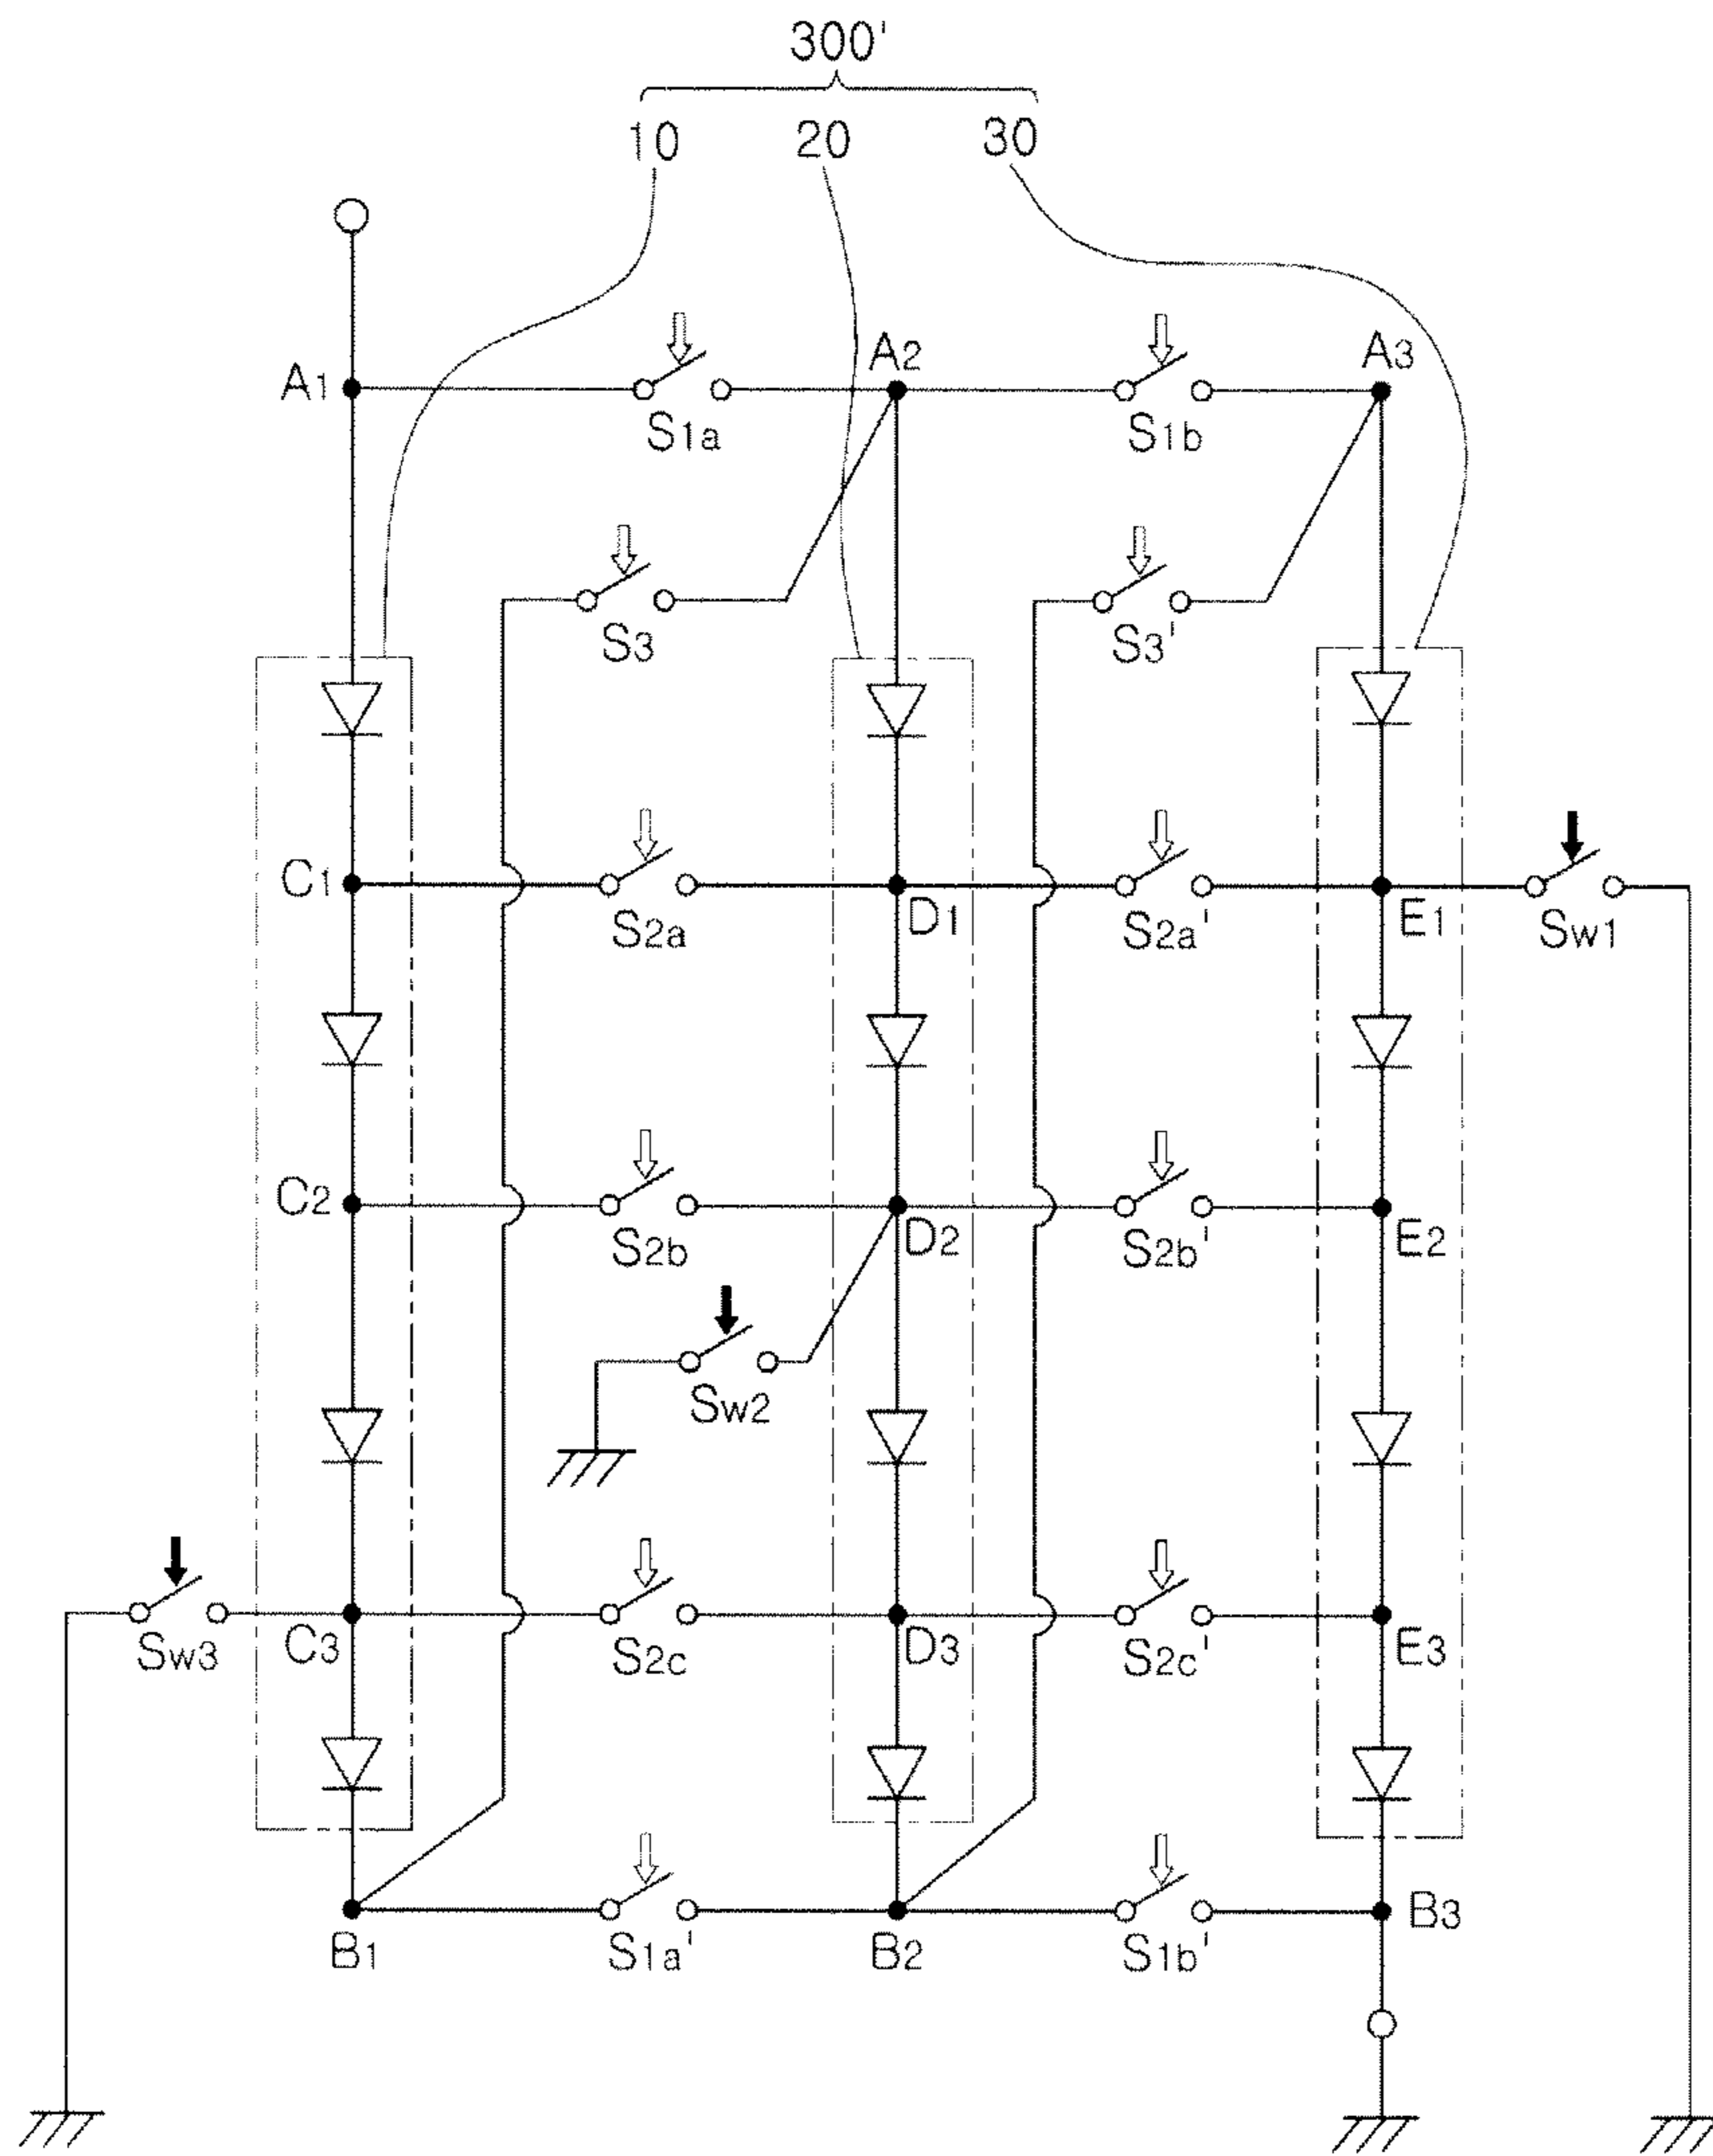 300'
10 20 30
A1 A2 A3
S1a S1b
S3 S3'
C1 D1 E1
S2a S2a' Sw1
C2 D2 E2
S2b S2b'
Sw2
Sw3 C3 D3 E3
S2c S2c'
B3
B1 S1a' B2 S1b'